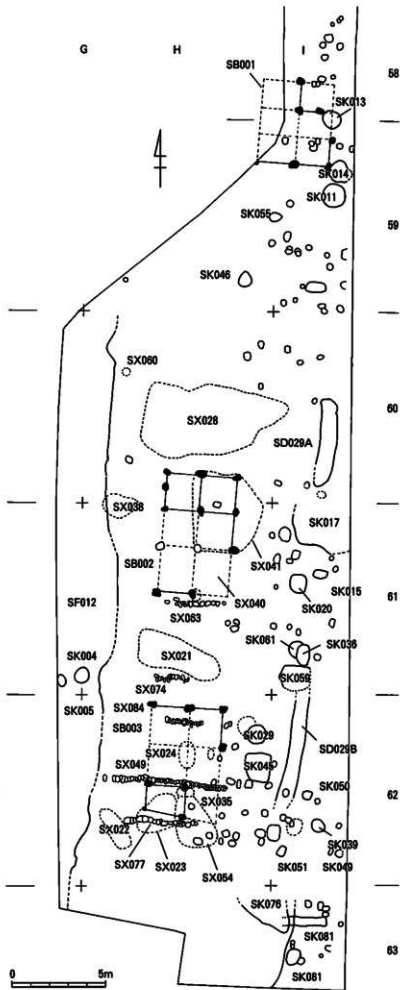 G H I
58
SB001
SK013
SK014
SK011
SK055
59
SK046
SX060
60
SX028
SD029A
SX038
SK017
SX041
SB002
SK015
SX040
SK020
61
SF012
SX063
SX021
SK061
SK036
SK004
SK059
SX074
SK005
SX084
SB003
SK029
SD029B
SX024
SX049
SK045
SK050
SX035
62
SX022
SK039
SX077
SX023
SX054
SK051
SK049
SK076
SK081
SK081
63
0 5m